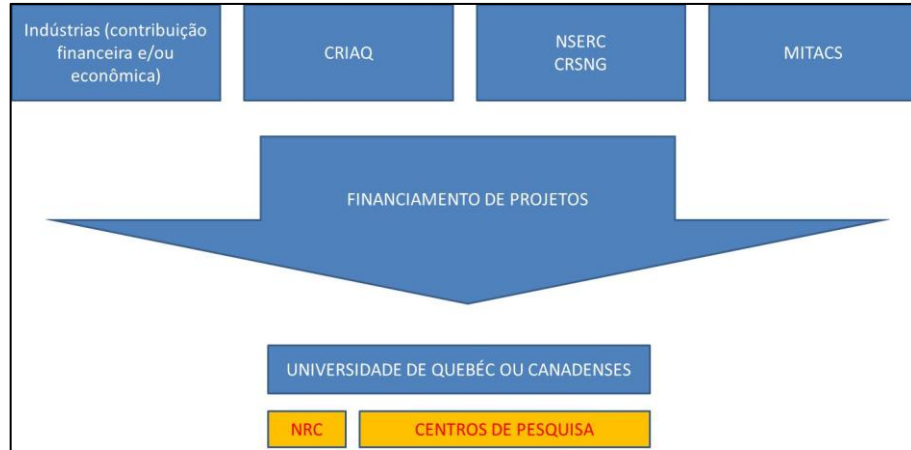 Indústrias (contribuição
financeira e/ou
econômica)
CRIAQ
NSERC
CRSNG
MITACS
FINANCIAMENTO DE PROJETOS
UNIVERSIDADE DE QUEBÉC OU CANADENSES
NRC
CENTROS DE PESQUISA